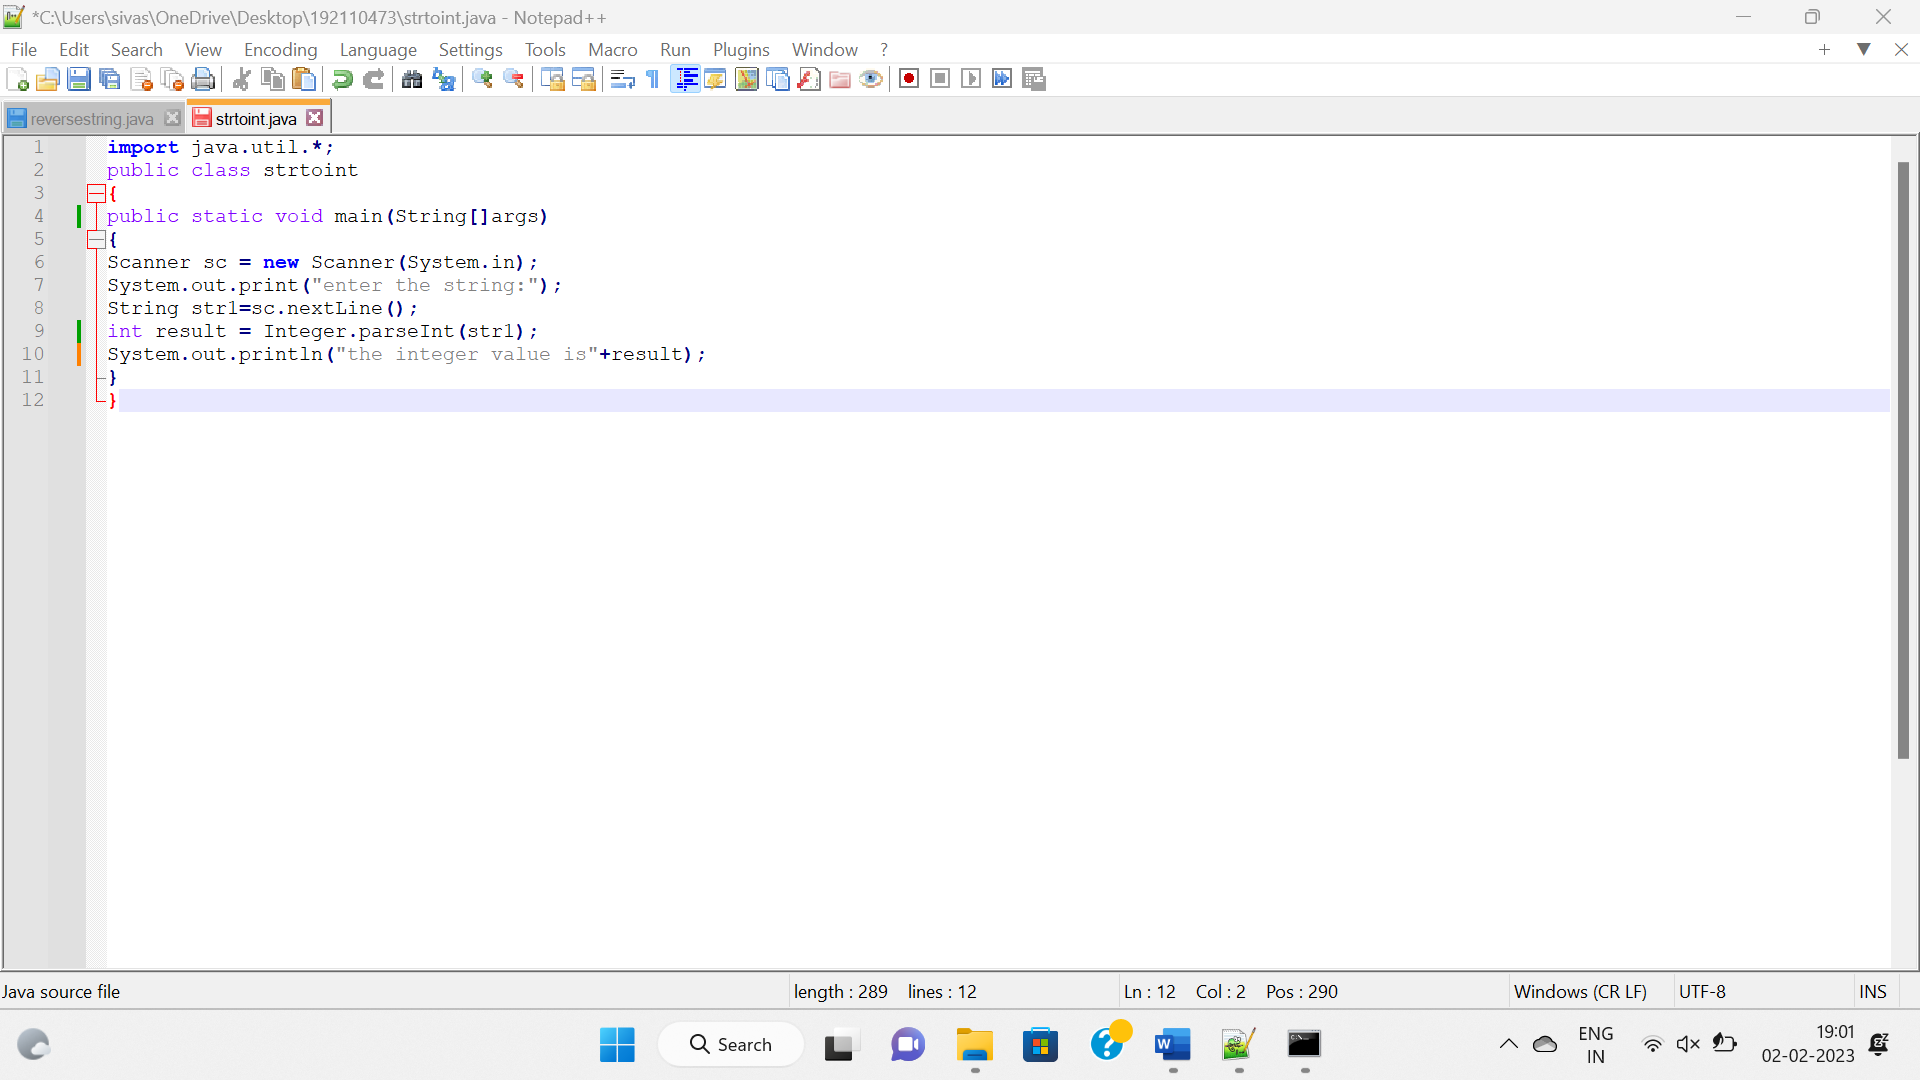 *C:\Users\sivas\OneDrive\Desktop\192110473\strtoint.java - Notepad++
File Edit Search View Encoding Language Settings Tools Macro Run Plugins Window ?
reversestring.java strtoint.java
1 import java.util.*;
2 public class strtoint
3 {
4 public static void main(String[]args)
5 {
6 Scanner sc = new Scanner(System.in);
7 System.out.print("enter the string:");
8 String str1=sc.nextLine();
9 int result = Integer.parseInt(str1);
10 System.out.println("the integer value is"+result);
11 }
12 }
Java source file length : 289 lines : 12 Ln : 12 Col : 2 Pos : 290 Windows (CR LF) UTF-8 INS
Search
ENG
IN
19:01
02-02-2023